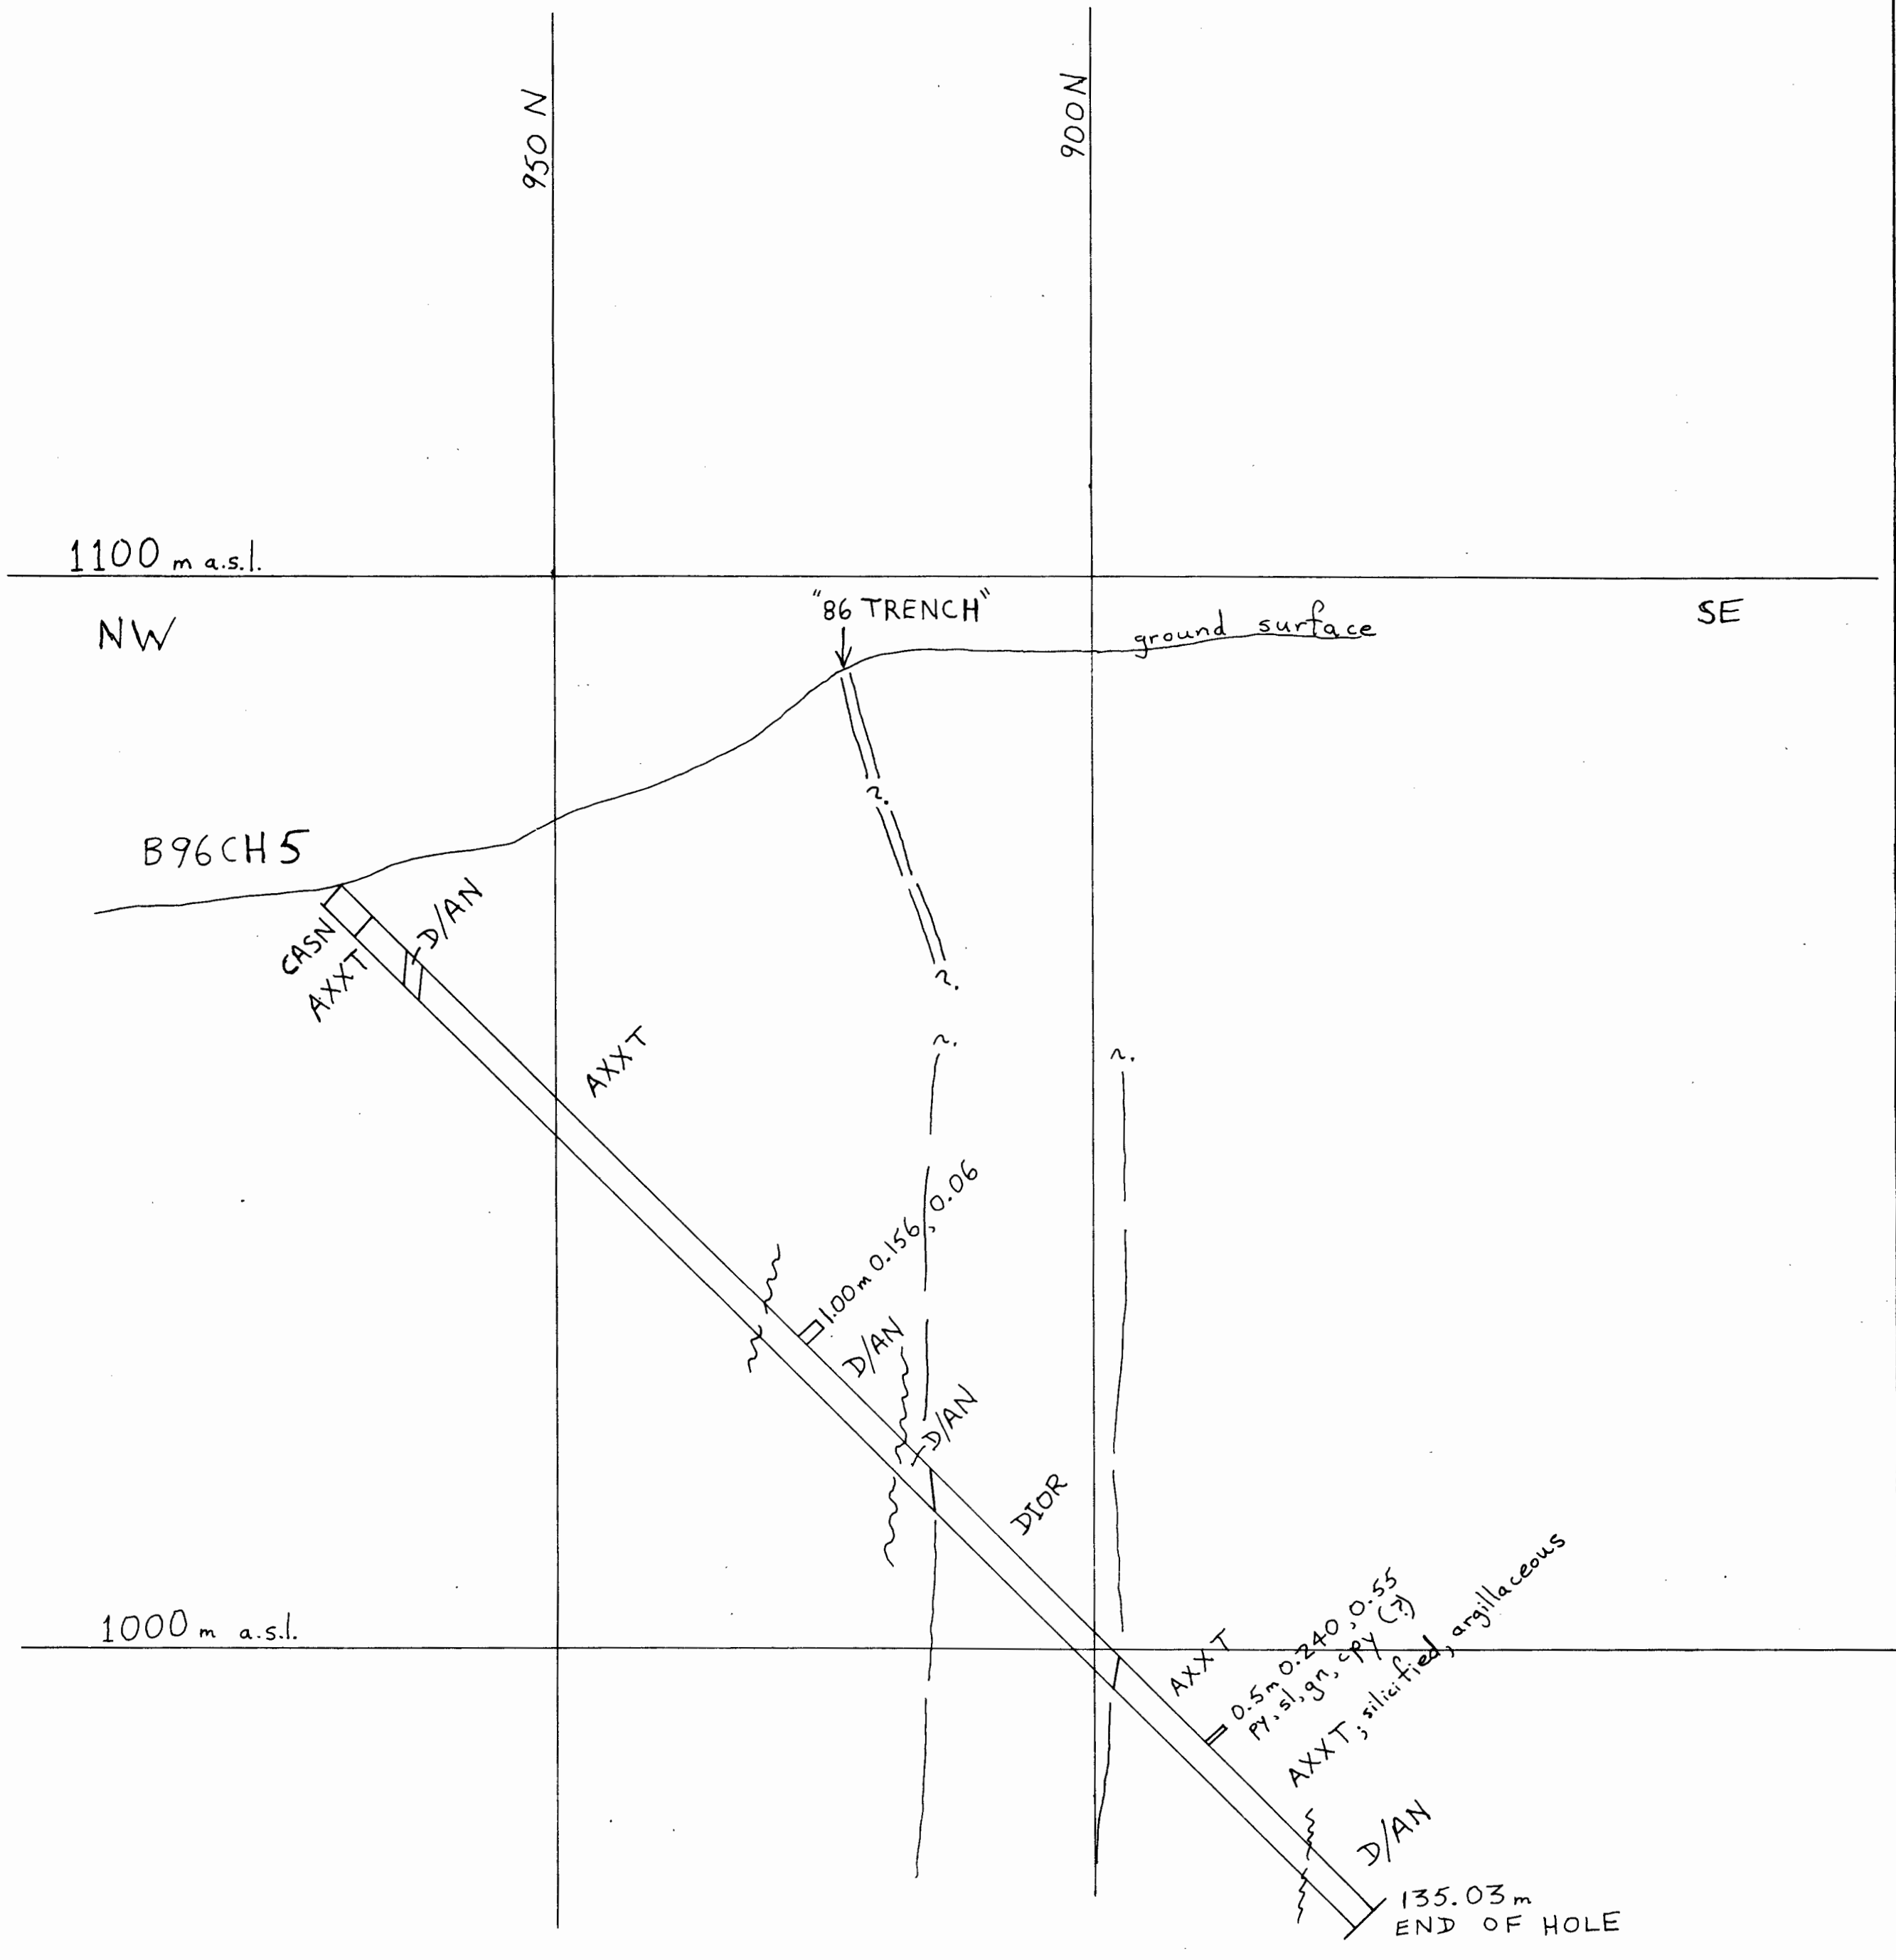 950 N
900N
1100 m a.s.l.
"86 TRENCH"
NW
SE
ground surface
B96CH5
D/AN
CASN
AXXT
AXXT
1.00m 0.156, 0.06
D/AN
D/AN
DIOR
1000 m a.s.l.
AXXT
0.5m 0.240, 0.55
py, sl, gn, cpy (?)
AXXT; silicified, argillaceous
D/AN
135.03m
END OF HOLE
?
?
?
?